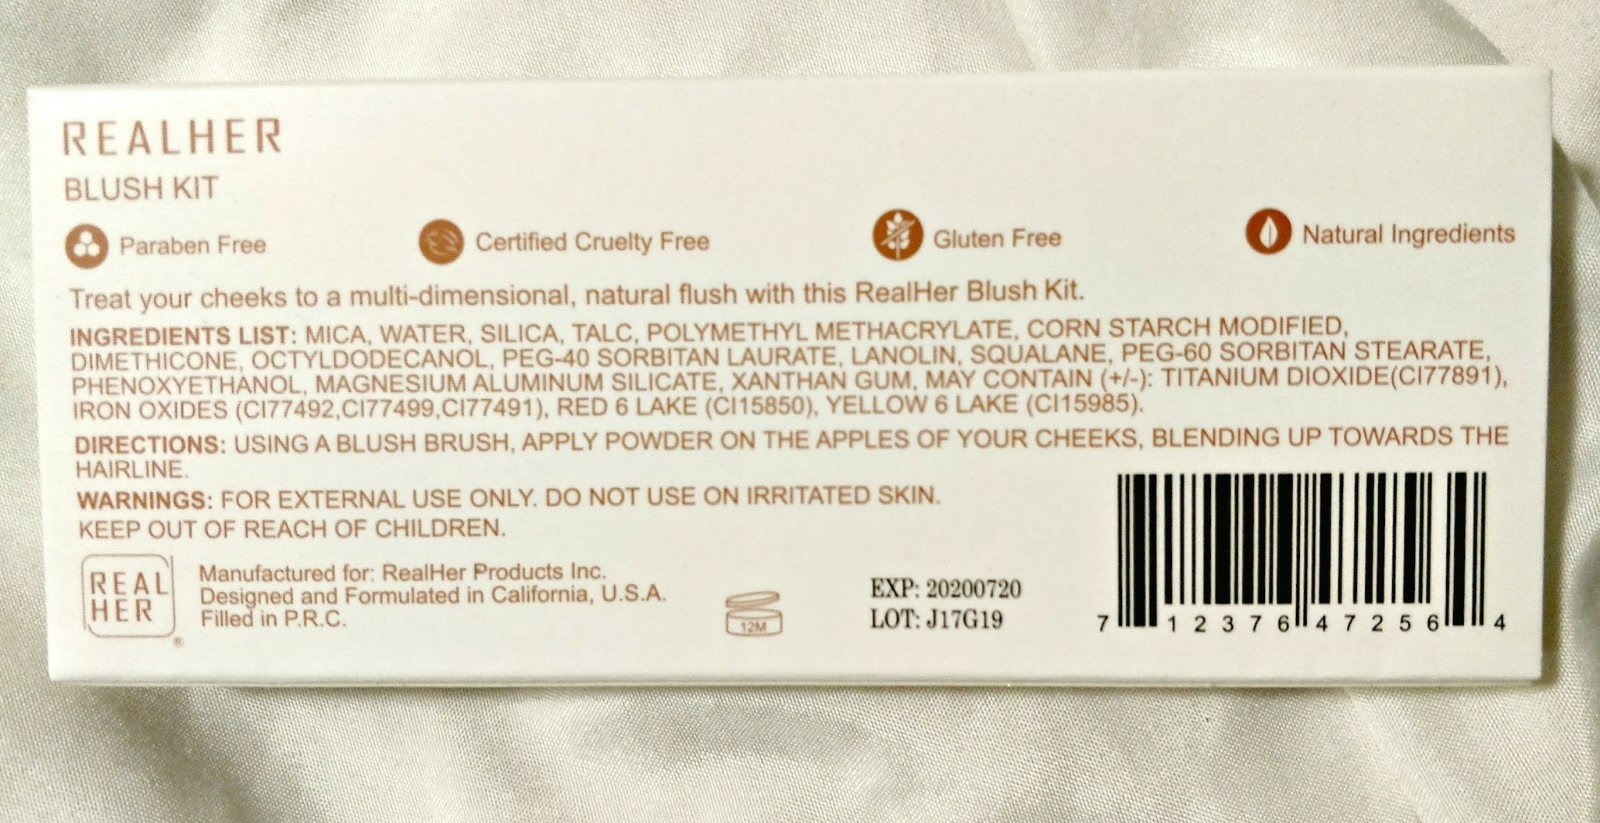 REALHER
BLUSH KIT
Paraben Free Certified Cruelty Free Gluten Free Natural Ingredients
Treat your cheeks to a multi-dimensional, natural flush with this RealHer Blush Kit.
INGREDIENTS LIST: MICA, WATER, SILICA, TALC, POLYMETHYL METHACRYLATE, CORN STARCH MODIFIED,
DIMETHICONE, OCTYLDODECANOL, PEG-40 SORBITAN LAURATE, LANOLIN, SQUALANE, PEG-60 SORBITAN STEARATE,
PHENOXYETHANOL, MAGNESIUM ALUMINUM SILICATE, XANTHAN GUM, MAY CONTAIN (+/-): TITANIUM DIOXIDE(CI77891),
IRON OXIDES (CI77492,CI77499,CI77491), RED 6 LAKE (CI15850), YELLOW 6 LAKE (CI15985).
DIRECTIONS: USING A BLUSH BRUSH, APPLY POWDER ON THE APPLES OF YOUR CHEEKS, BLENDING UP TOWARDS THE
HAIRLINE.
WARNINGS: FOR EXTERNAL USE ONLY. DO NOT USE ON IRRITATED SKIN.
KEEP OUT OF REACH OF CHILDREN.
REAL
HER
®
Manufactured for: RealHer Products Inc.
Designed and Formulated in California, U.S.A.
Filled in P.R.C.
12M
EXP: 20200720
LOT: J17G19
7 12376 47256 4